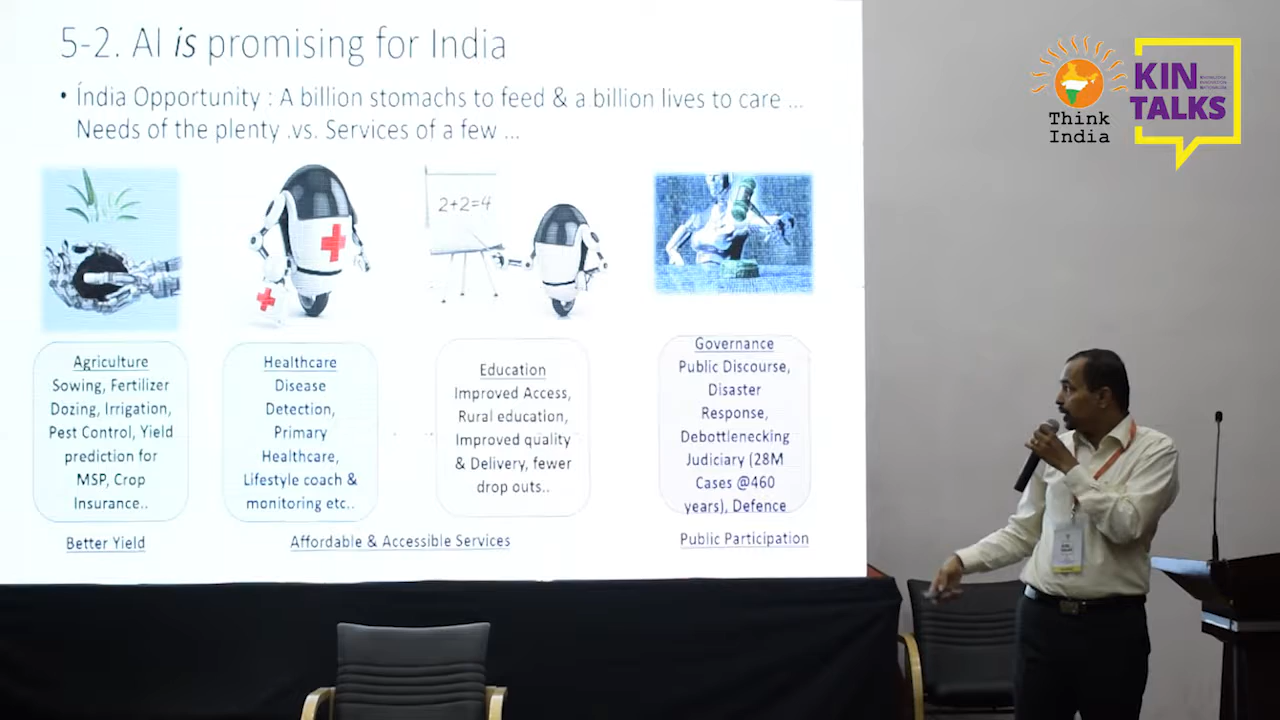 5-2. AI is promising for India
• Índia Opportunity : A billion stomachs to feed & a billion lives to care ...
Needs of the plenty .vs. Services of a few ...
2+2=4
Agriculture
Sowing, Fertilizer
Dozing, Irrigation,
Pest Control, Yield
prediction for
MSP, Crop
Insurance..
Better Yield
Healthcare
Disease
Detection,
Primary
Healthcare,
Lifestyle coach &
monitoring etc..
Education
Improved Access,
Rural education,
Improved quality
& Delivery, fewer
drop outs..
Affordable & Accessible Services
Governance
Public Discourse,
Disaster
Response,
Debottlenecking
Judiciary (28M
Cases @460
years), Defence
Public Participation
Think
India
KIN
TALKS